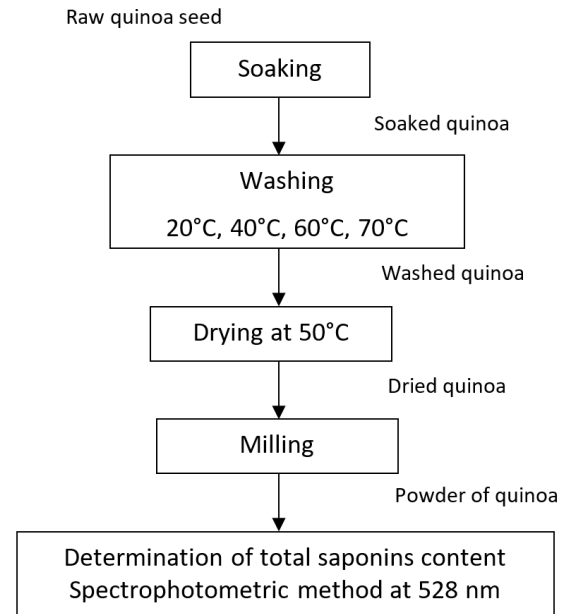 Raw quinoa seed
Soaking
Soaked quinoa
Washing
20°C, 40°C, 60°C, 70°C
Washed quinoa
Drying at 50°C
Dried quinoa
Milling
Powder of quinoa
Determination of total saponins content
Spectrophotometric method at 528 nm